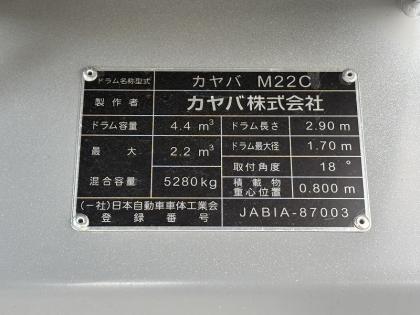 ドラム名称型式 カヤバ M22C
製作者 カヤバ株式会社
ドラム容量 4.4 m³ ドラム長さ 2.90 m
最大 2.2 m³ ドラム最大径 1.70 m
混合容量 5280kg 取付角度 18°
積載物重心位置 0.800 m
(一社)日本自動車車体工業会
登録番号 JABIA-87003